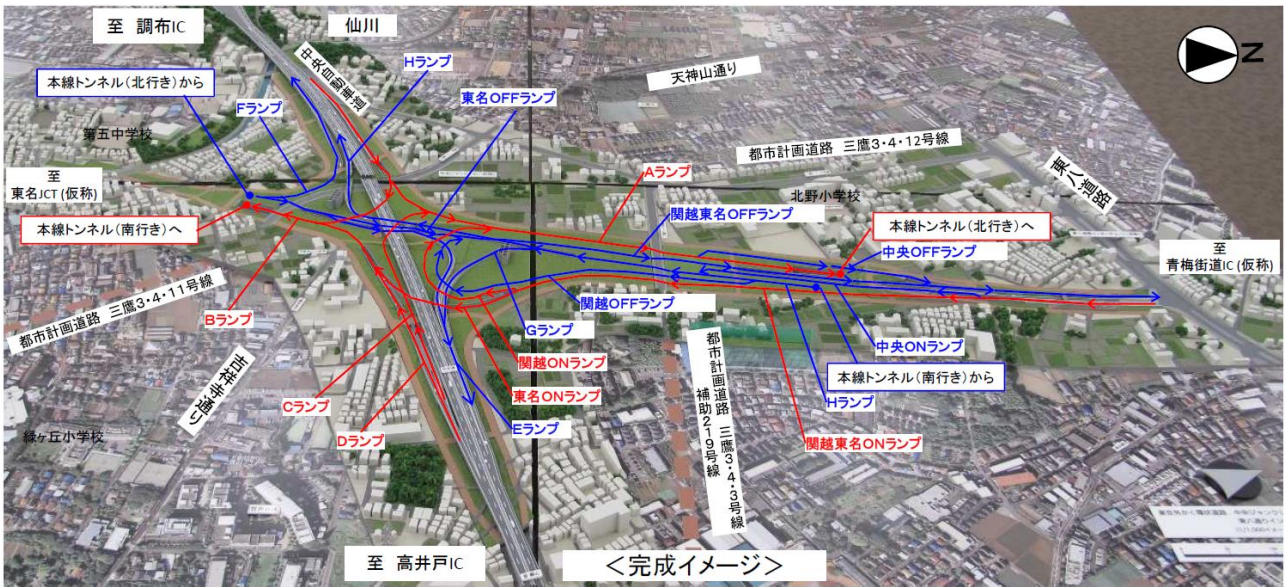 至 調布IC
仙川
N
中央自動車道
Hランプ
天神山通り
本線トンネル(北行き)から
東名OFFランプ
Fランプ
第五中学校
都市計画道路 三鷹3・4・12号線
東八道路
至
東名JCT(仮称)
Aランプ
北野小学校
関越東名OFFランプ
本線トンネル(北行き)へ
本線トンネル(南行き)へ
中央OFFランプ
至
青梅街道IC(仮称)
都市計画道路 三鷹3・4・11号線
Bランプ
関越OFFランプ
Gランプ
中央ONランプ
吉祥寺通り
関越ONランプ
本線トンネル(南行き)から
東名ONランプ
Hランプ
Cランプ
Eランプ
Dランプ
関越東名ONランプ
都市計画道路 三鷹3・4・3号線
補助219号線
緑ヶ丘小学校
至 高井戸IC
<完成イメージ>